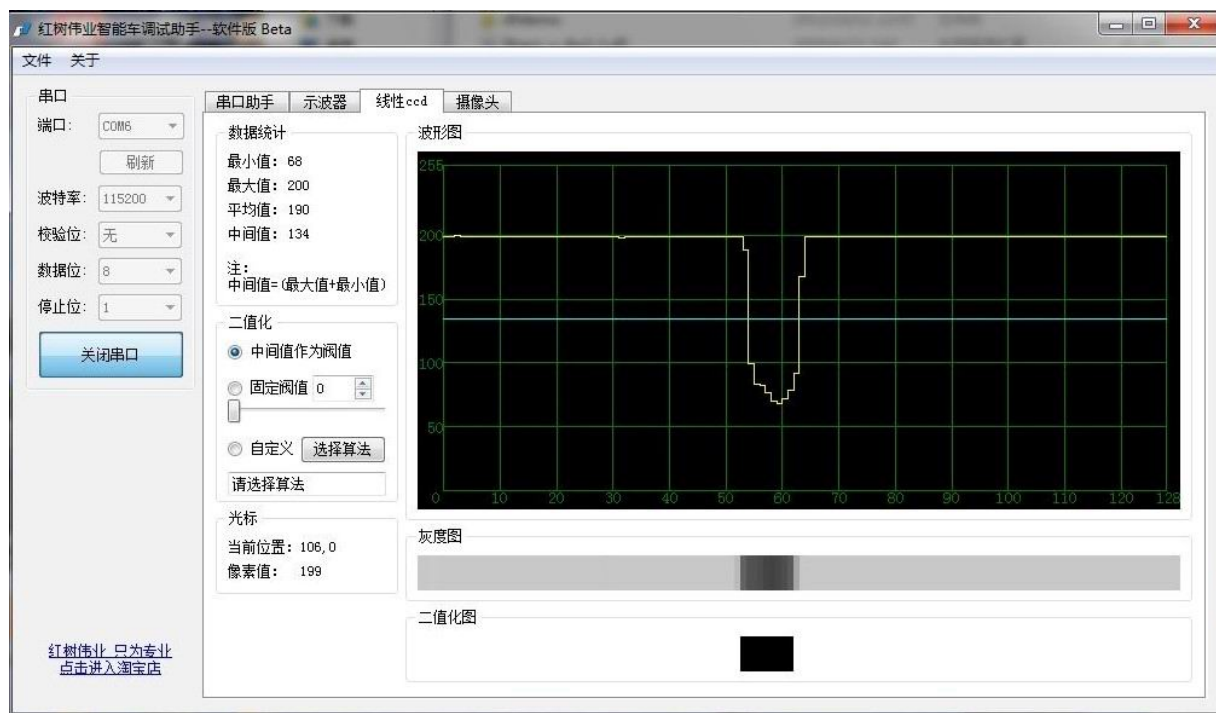 红树伟业智能车调试助手--软件版 Beta
文件 关于
串口
端口: COM6
刷新
波特率: 115200
校验位: 无
数据位: 8
停止位: 1
关闭串口
红树伟业 只为专业
点击进入淘宝店
串口助手 示波器 线性ccd 摄像头
数据统计
最小值: 68
最大值: 200
平均值: 190
中间值: 134
注:
中间值=(最大值+最小值)
二值化
中间值作为阀值
固定阀值 0
自定义 选择算法
请选择算法
光标
当前位置: 106,0
像素值: 199
波形图
255
200
150
100
50
0 10 20 30 40 50 60 70 80 90 100 110 120 128
灰度图
二值化图